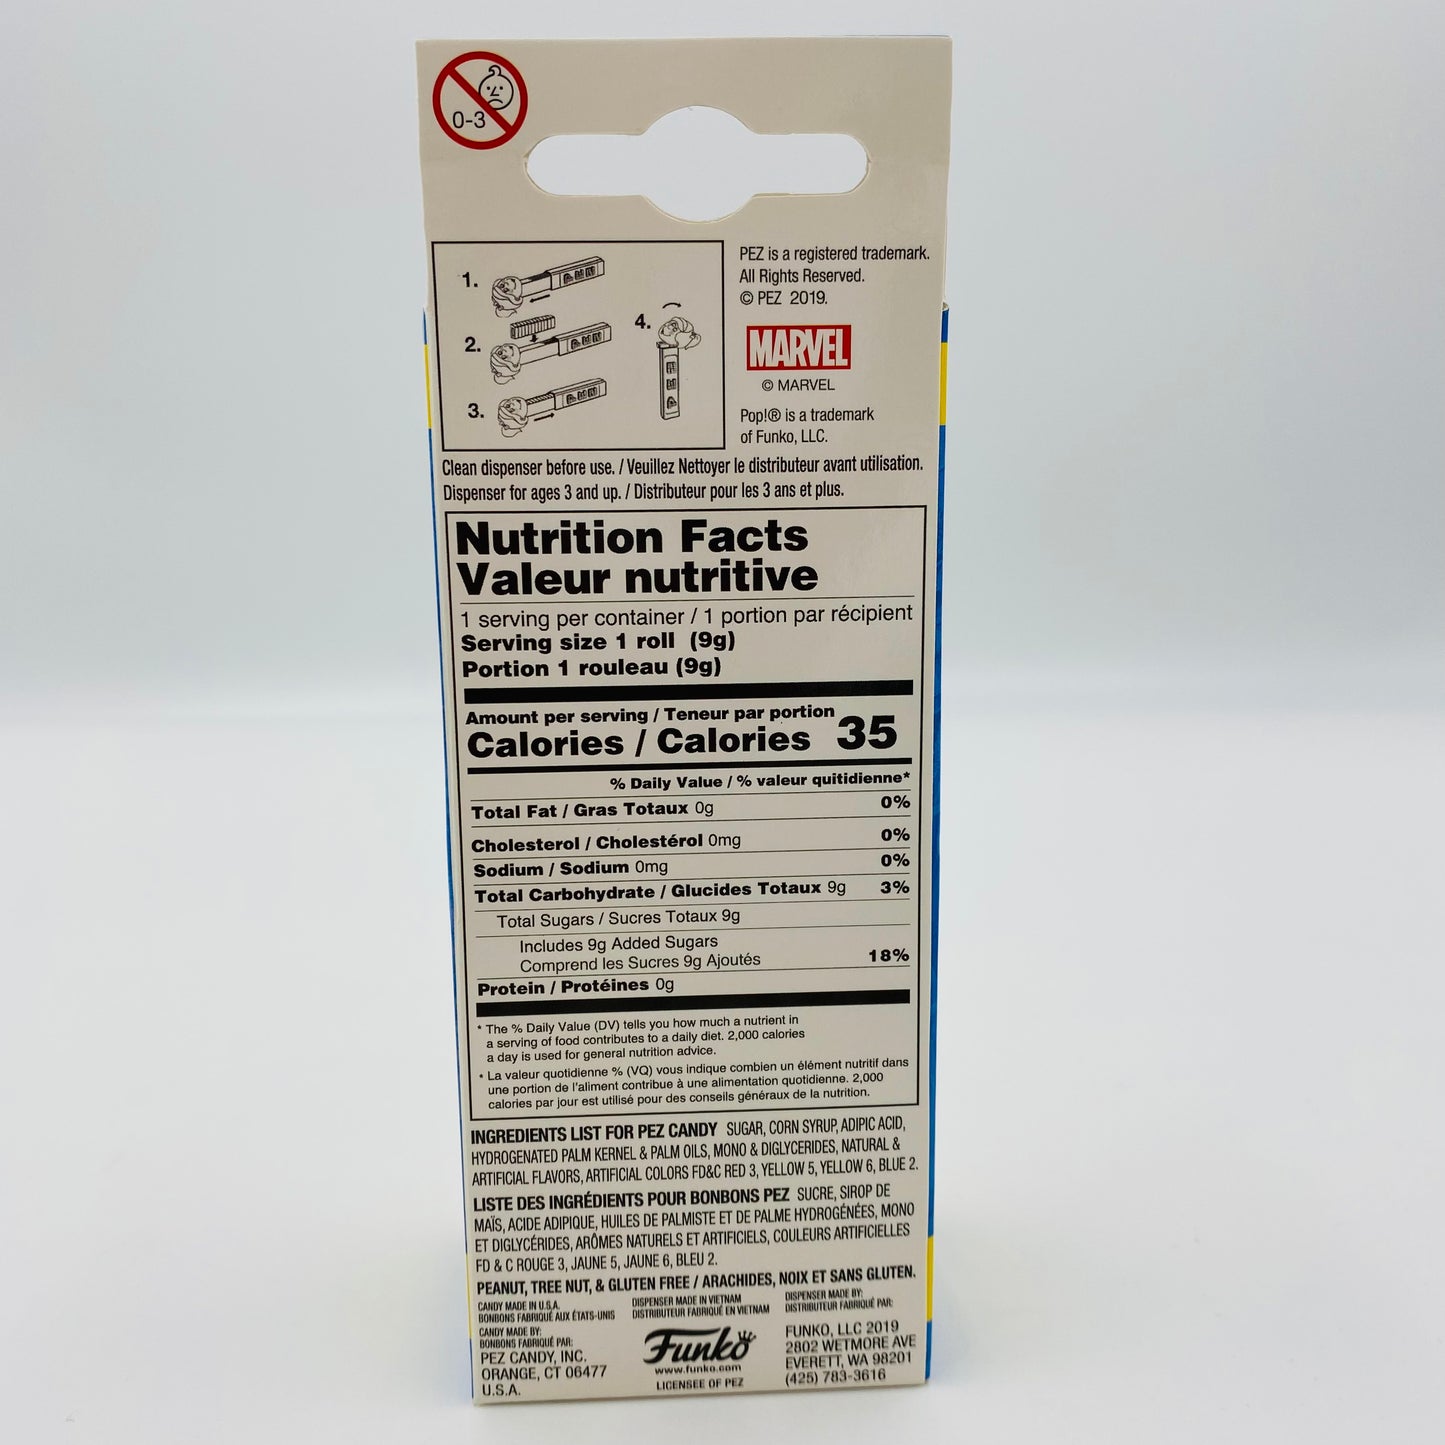 0-3
1.
2.
3.
4.
PEZ is a registered trademark.
All Rights Reserved.
© PEZ 2019.
MARVEL
© MARVEL
Pop!® is a trademark
of Funko, LLC.
Clean dispenser before use. / Veuillez Nettoyer le distributeur avant utilisation.
Dispenser for ages 3 and up. / Distributeur pour les 3 ans et plus.
Nutrition Facts
Valeur nutritive
1 serving per container / 1 portion par récipient
Serving size 1 roll (9g)
Portion 1 rouleau (9g)
Amount per serving / Teneur par portion
Calories / Calories 35
% Daily Value / % valeur quitidienne*
Total Fat / Gras Totaux 0g 0%
Cholesterol / Cholestérol 0mg 0%
Sodium / Sodium 0mg 0%
Total Carbohydrate / Glucides Totaux 9g 3%
Total Sugars / Sucres Totaux 9g
Includes 9g Added Sugars
Comprend les Sucres 9g Ajoutés 18%
Protein / Protéines 0g
* The % Daily Value (DV) tells you how much a nutrient in
a serving of food contributes to a daily diet. 2,000 calories
a day is used for general nutrition advice.
* La valeur quotidienne % (VQ) vous indique combien un élément nutritif dans
une portion de l'aliment contribue à une alimentation quotidienne. 2,000
calories par jour est utilisé pour des conseils généraux de la nutrition.
INGREDIENTS LIST FOR PEZ CANDY SUGAR, CORN SYRUP, ADIPIC ACID,
HYDROGENATED PALM KERNEL & PALM OILS, MONO & DIGLYCERIDES, NATURAL &
ARTIFICIAL FLAVORS, ARTIFICIAL COLORS FD&C RED 3, YELLOW 5, YELLOW 6, BLUE 2.
LISTE DES INGRÉDIENTS POUR BONBONS PEZ SUCRE, SIROP DE
MAÏS, ACIDE ADIPIQUE, HUILES DE PALMISTE ET DE PALME HYDROGÉNÉES, MONO
ET DIGLYCÉRIDES, ARÔMES NATURELS ET ARTIFICIELS, COULEURS ARTIFICIELLES
FD & C ROUGE 3, JAUNE 5, JAUNE 6, BLEU 2.
PEANUT, TREE NUT, & GLUTEN FREE / ARACHIDES, NOIX ET SANS GLUTEN.
CANDY MADE IN U.S.A.
BONBONS FABRIQUÉ AUX ÉTATS-UNIS
CANDY MADE BY:
BONBONS FABRIQUÉ PAR:
PEZ CANDY, INC.
ORANGE, CT 06477
U.S.A.
DISPENSER MADE IN VIETNAM
DISTRIBUTEUR FABRIQUÉ EN VIETNAM
Funko
www.funko.com
LICENSEE OF PEZ
DISPENSER MADE BY:
DISTRIBUTEUR FABRIQUÉ PAR:
FUNKO, LLC 2019
2802 WETMORE AVE
EVERETT, WA 98201
(425) 783-3616